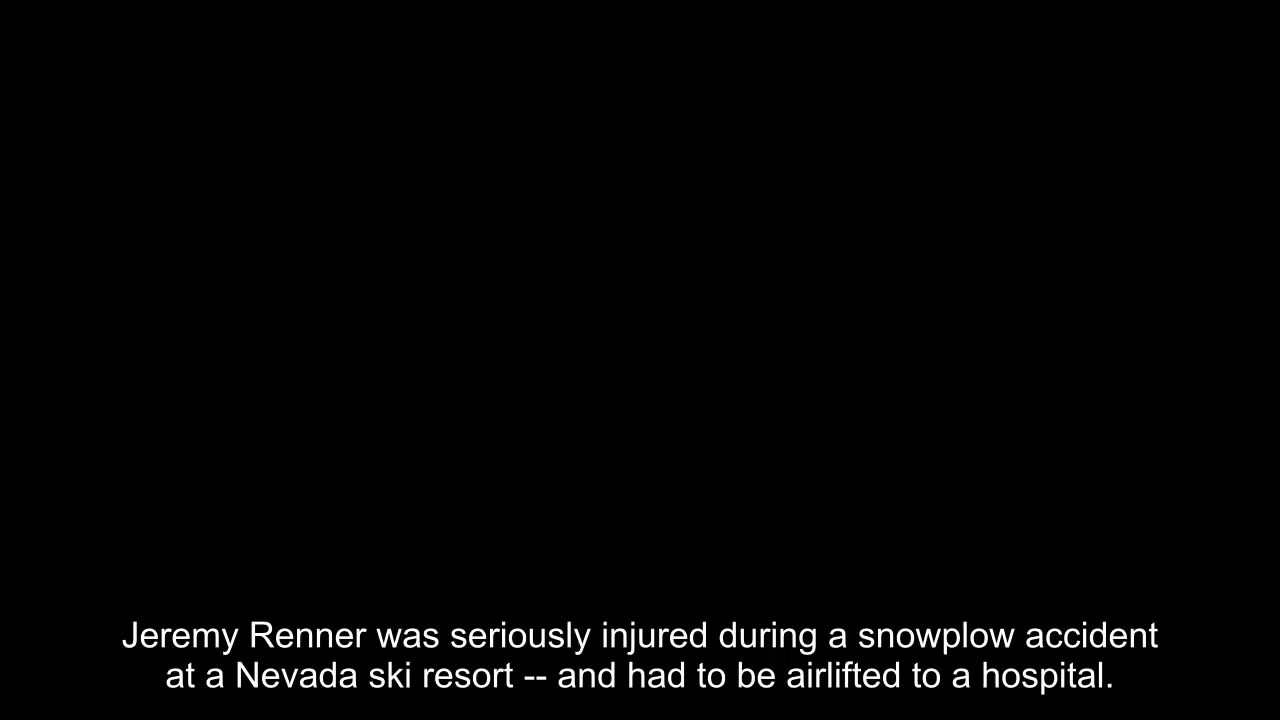 Jeremy Renner was seriously injured during a snowplow accident
at a Nevada ski resort -- and had to be airlifted to a hospital.